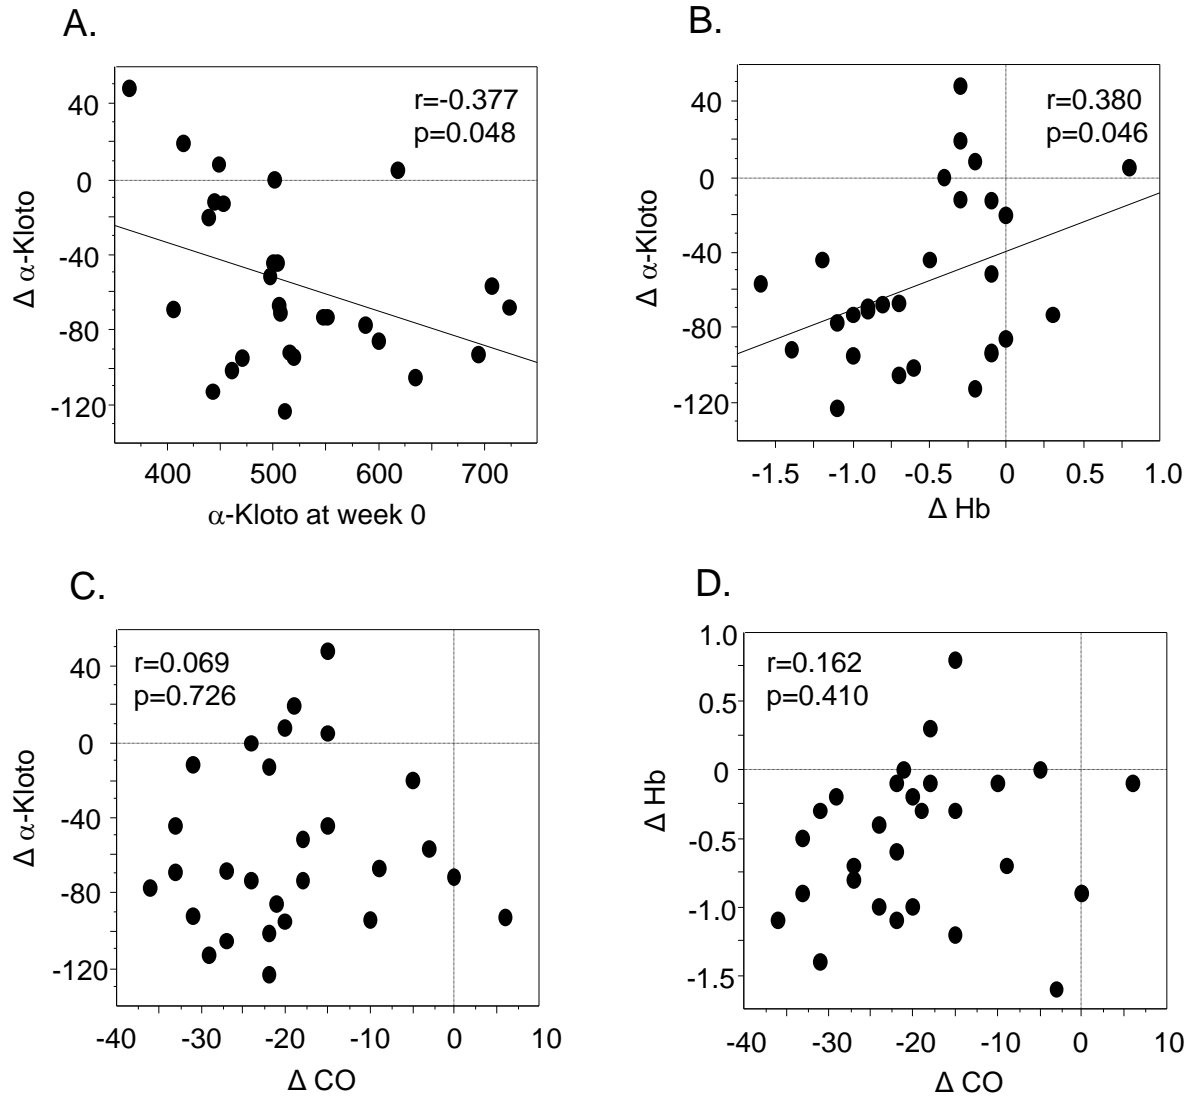 A.
r=-0.377
p=0.048
40
0
-40
-80
-120
Δ α-Kloto
400 500 600 700
α-Kloto at week 0
B.
r=0.380
p=0.046
40
0
-40
-80
-120
Δ α-Kloto
-1.5 -1.0 -0.5 0 0.5 1.0
Δ Hb
C.
r=0.069
p=0.726
40
0
-40
-80
-120
Δ α-Kloto
-40 -30 -20 -10 0 10
Δ CO
D.
r=0.162
p=0.410
1.0
0.5
0
-0.5
-1.0
-1.5
Δ Hb
-40 -30 -20 -10 0 10
Δ CO